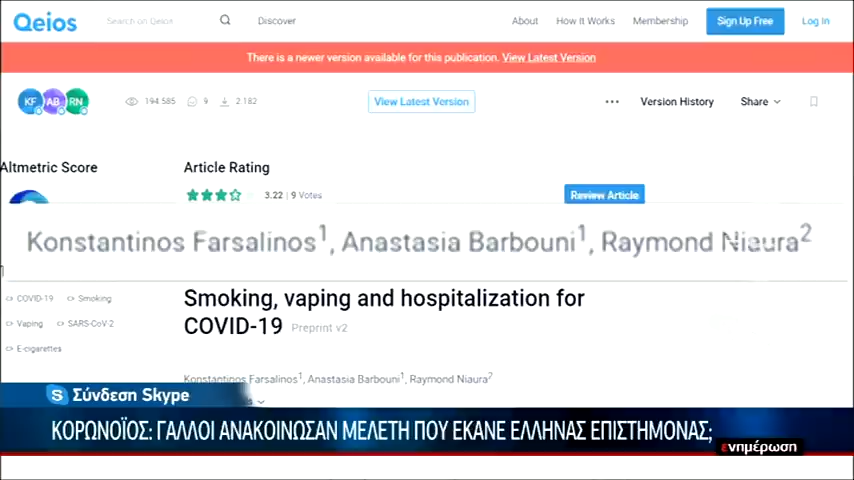 Qeios Search on Qeios Discover About How It Works Membership Sign Up Free Log In
There is a newer version available for this publication. View Latest Version
KF AB RN 194 585 9 2 182 View Latest Version ••• Version History Share
Altmetric Score Article Rating
3.22 | 9 Votes Review Article
Konstantinos Farsalinos1, Anastasia Barbouni1, Raymond Niaura2
COVID-19 Smoking
Smoking, vaping and hospitalization for
Vaping SARS-CoV-2
COVID-19 Preprint v2
E-cigarettes
Konstantinos Farsalinos1, Anastasia Barbouni1, Raymond Niaura2
Σύνδεση Skype
ΚΟΡΩΝΟΪΟΣ: ΓΑΛΛΟΙ ΑΝΑΚΟΙΝΩΣΑΝ ΜΕΛΕΤΗ ΠΟΥ ΕΚΑΝΕ ΕΛΛΗΝΑΣ ΕΠΙΣΤΗΜΟΝΑΣ;
ενημέρωση